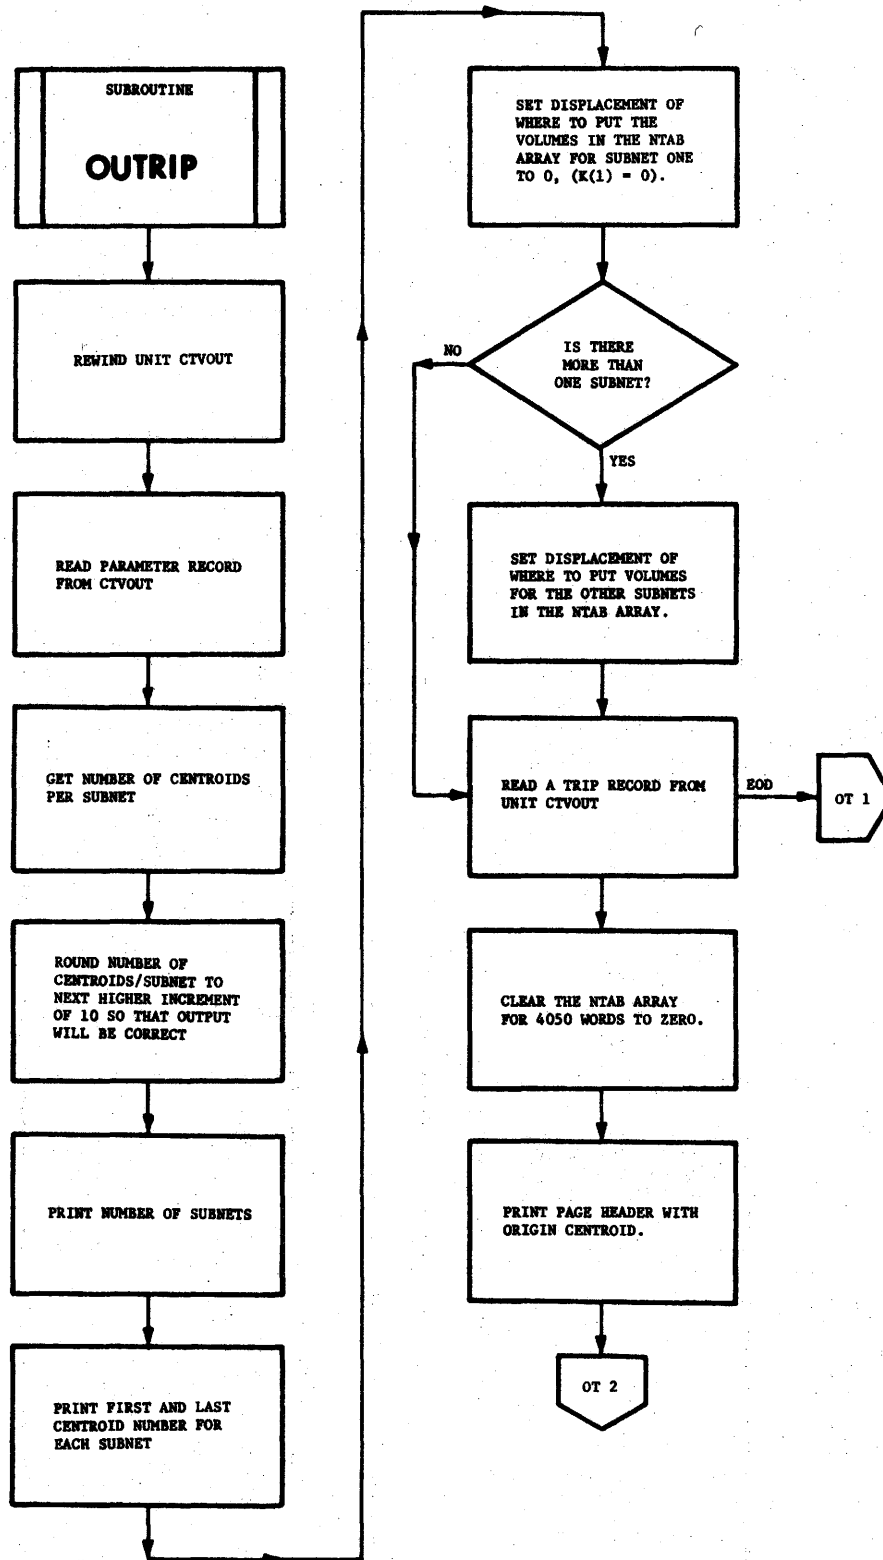 SUBROUTINE
OUTRIP
REWIND UNIT CTVOUT
READ PARAMETER RECORD
FROM CTVOUT
GET NUMBER OF CENTROIDS
PER SUBNET
ROUND NUMBER OF
CENTROIDS/SUBNET TO
NEXT HIGHER INCREMENT
OF 10 SO THAT OUTPUT
WILL BE CORRECT
PRINT NUMBER OF SUBNETS
PRINT FIRST AND LAST
CENTROID NUMBER FOR
EACH SUBNET
SET DISPLACEMENT OF
WHERE TO PUT THE
VOLUMES IN THE NTAB
ARRAY FOR SUBNET ONE
TO 0, (K(1) = 0).
IS THERE
MORE THAN
ONE SUBNET?
NO
YES
SET DISPLACEMENT OF
WHERE TO PUT VOLUMES
FOR THE OTHER SUBNETS
IN THE NTAB ARRAY.
READ A TRIP RECORD FROM
UNIT CTVOUT
EOD
OT 1
CLEAR THE NTAB ARRAY
FOR 4050 WORDS TO ZERO.
PRINT PAGE HEADER WITH
ORIGIN CENTROID.
OT 2